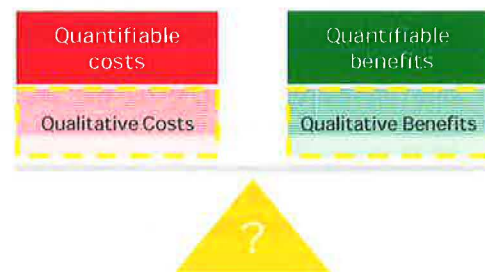 Quantifiable
costs
Quantifiable
benefits
Qualitative Costs
Qualitative Benefits
?